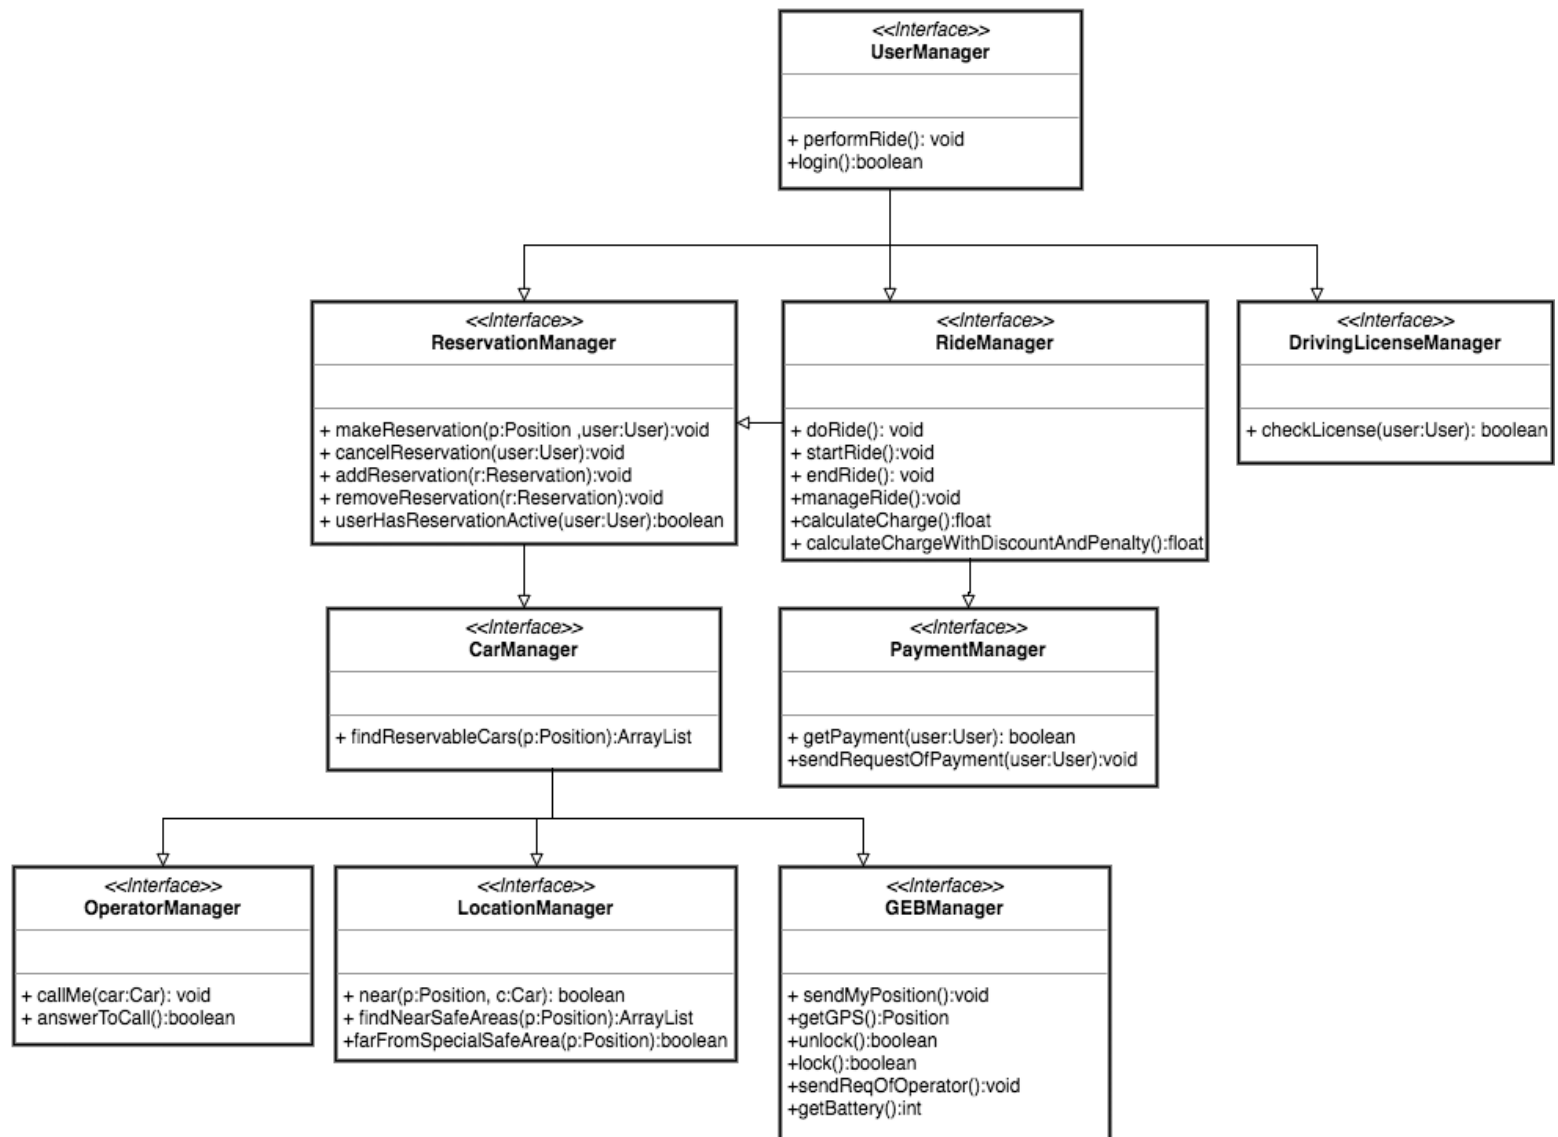 <<Interface>>
UserManager
+ performRide(): void
+login():boolean
<<Interface>>
ReservationManager
+ makeReservation(p:Position ,user:User):void
+ cancelReservation(user:User):void
+ addReservation(r:Reservation):void
+ removeReservation(r:Reservation):void
+ userHasReservationActive(user:User):boolean
<<Interface>>
RideManager
+ doRide(): void
+ startRide():void
+ endRide(): void
+manageRide():void
+calculateCharge():float
+ calculateChargeWithDiscountAndPenalty():float
<<Interface>>
DrivingLicenseManager
+ checkLicense(user:User): boolean
<<Interface>>
CarManager
+ findReservableCars(p:Position):ArrayList
<<Interface>>
PaymentManager
+ getPayment(user:User): boolean
+sendRequestOfPayment(user:User):void
<<Interface>>
OperatorManager
+ callMe(car:Car): void
+ answerToCall():boolean
<<Interface>>
LocationManager
+ near(p:Position, c:Car): boolean
+ findNearSafeAreas(p:Position):ArrayList
+farFromSpecialSafeArea(p:Position):boolean
<<Interface>>
GEBManager
+ sendMyPosition():void
+getGPS():Position
+unlock():boolean
+lock():boolean
+sendReqOfOperator():void
+getBattery():int